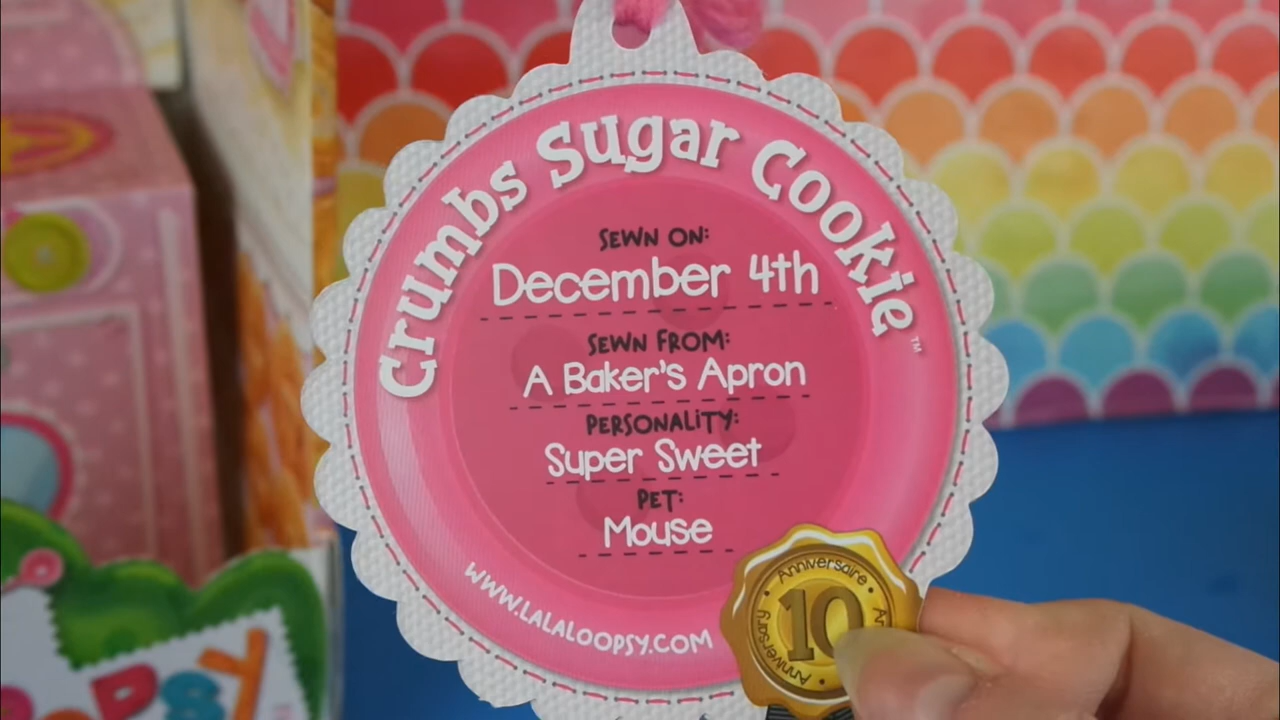 Crumbs Sugar Cookie™
SEWN ON:
December 4th
SEWN FROM:
A Baker's Apron
PERSONALITY:
Super Sweet
PET:
Mouse
WWW.LALALOOPSY.COM
Anniversaire
10
Anniversary